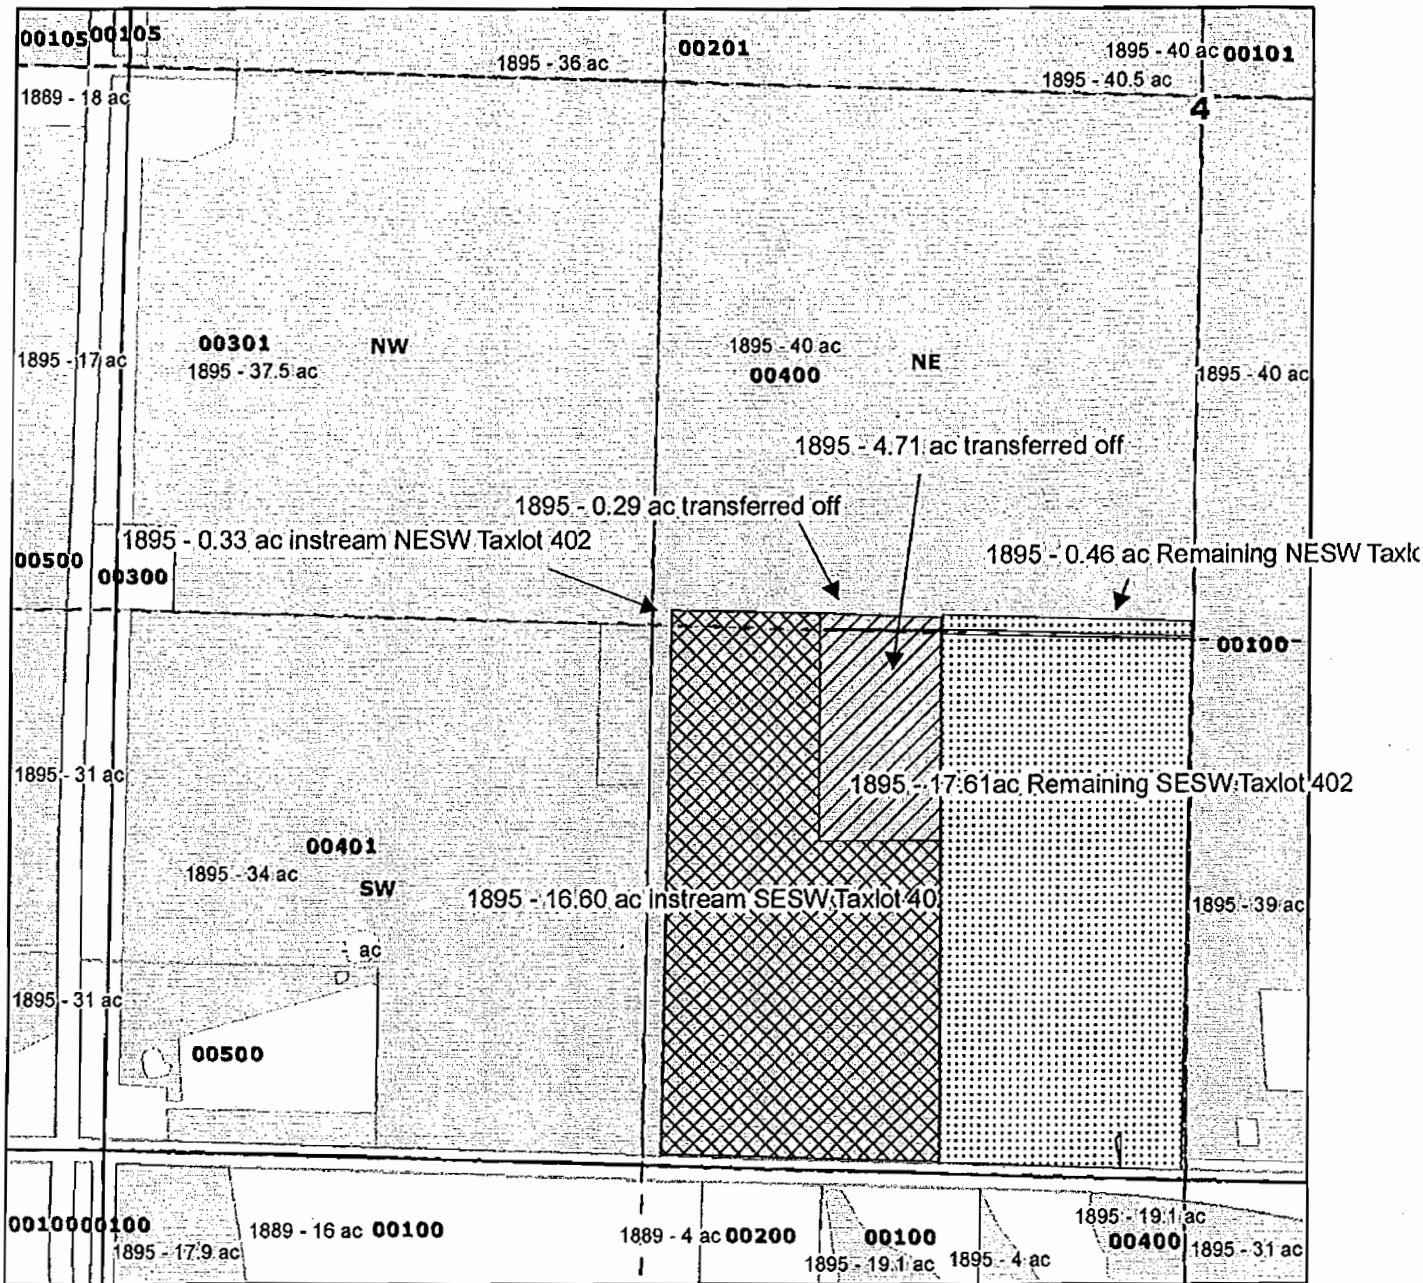 00105 00105
1895 - 36 ac
00201
1895 - 40 ac 00101
1895 - 40.5 ac
1889 - 18 ac
4
00301
NW
1895 - 37.5 ac
1895 - 17 ac
1895 - 40 ac
00400
NE
1895 - 40 ac
1895 - 4.71 ac transferred off
1895 - 0.29 ac transferred off
1895 - 0.33 ac instream NESW Taxlot 402
1895 - 0.46 ac Remaining NESW Taxlo
00500
00300
00100
1895 - 31 ac
1895 - 17.61ac Remaining SESW Taxlot 402
00401
1895 - 34 ac
SW
1895 - 16.60 ac instream SESW Taxlot 40
1895 - 39 ac
- ac
1895 - 31 ac
00500
00100 00100
1889 - 16 ac 00100
1889 - 4 ac 00200
00100
1895 - 19.1 ac
00400
1895 - 17.9 ac
1895 - 19.1 ac
1895 - 4 ac
1895 - 31 ac